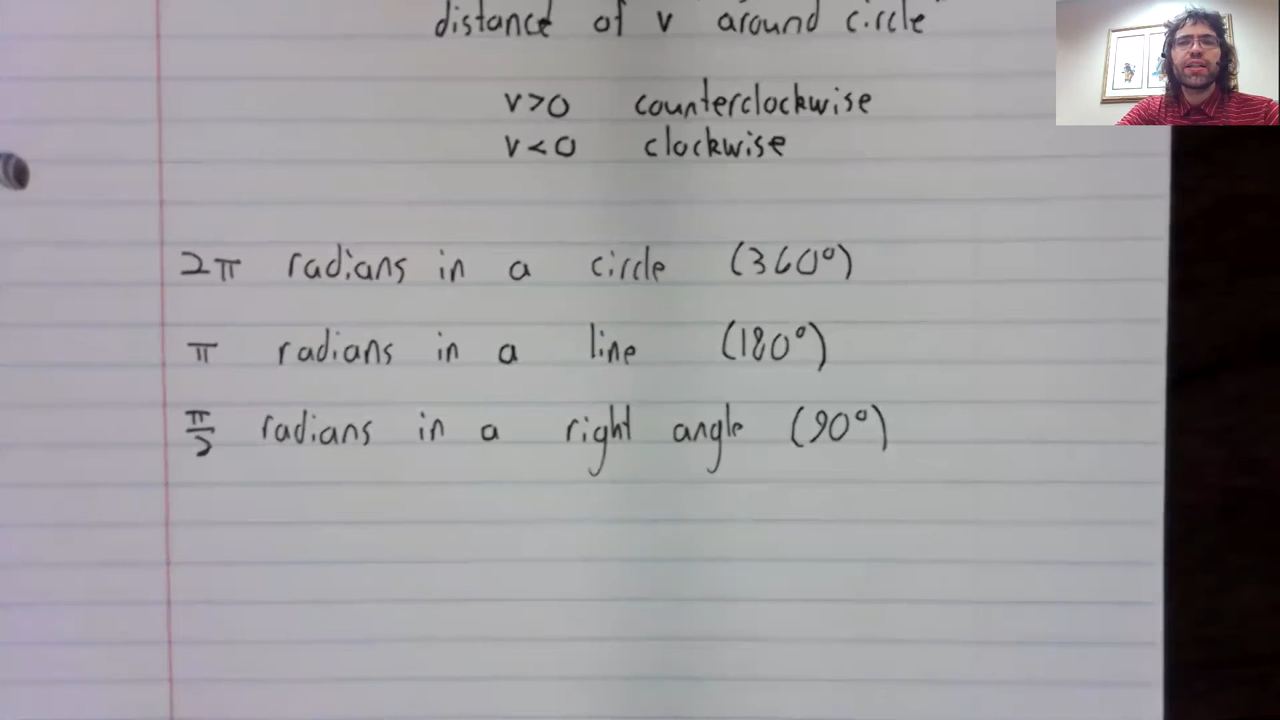 distance of v around circle
v>0 counterclockwise
v<0 clockwise
2π radians in a circle (360°)
π radians in a line (180°)
π/2 radians in a right angle (90°)